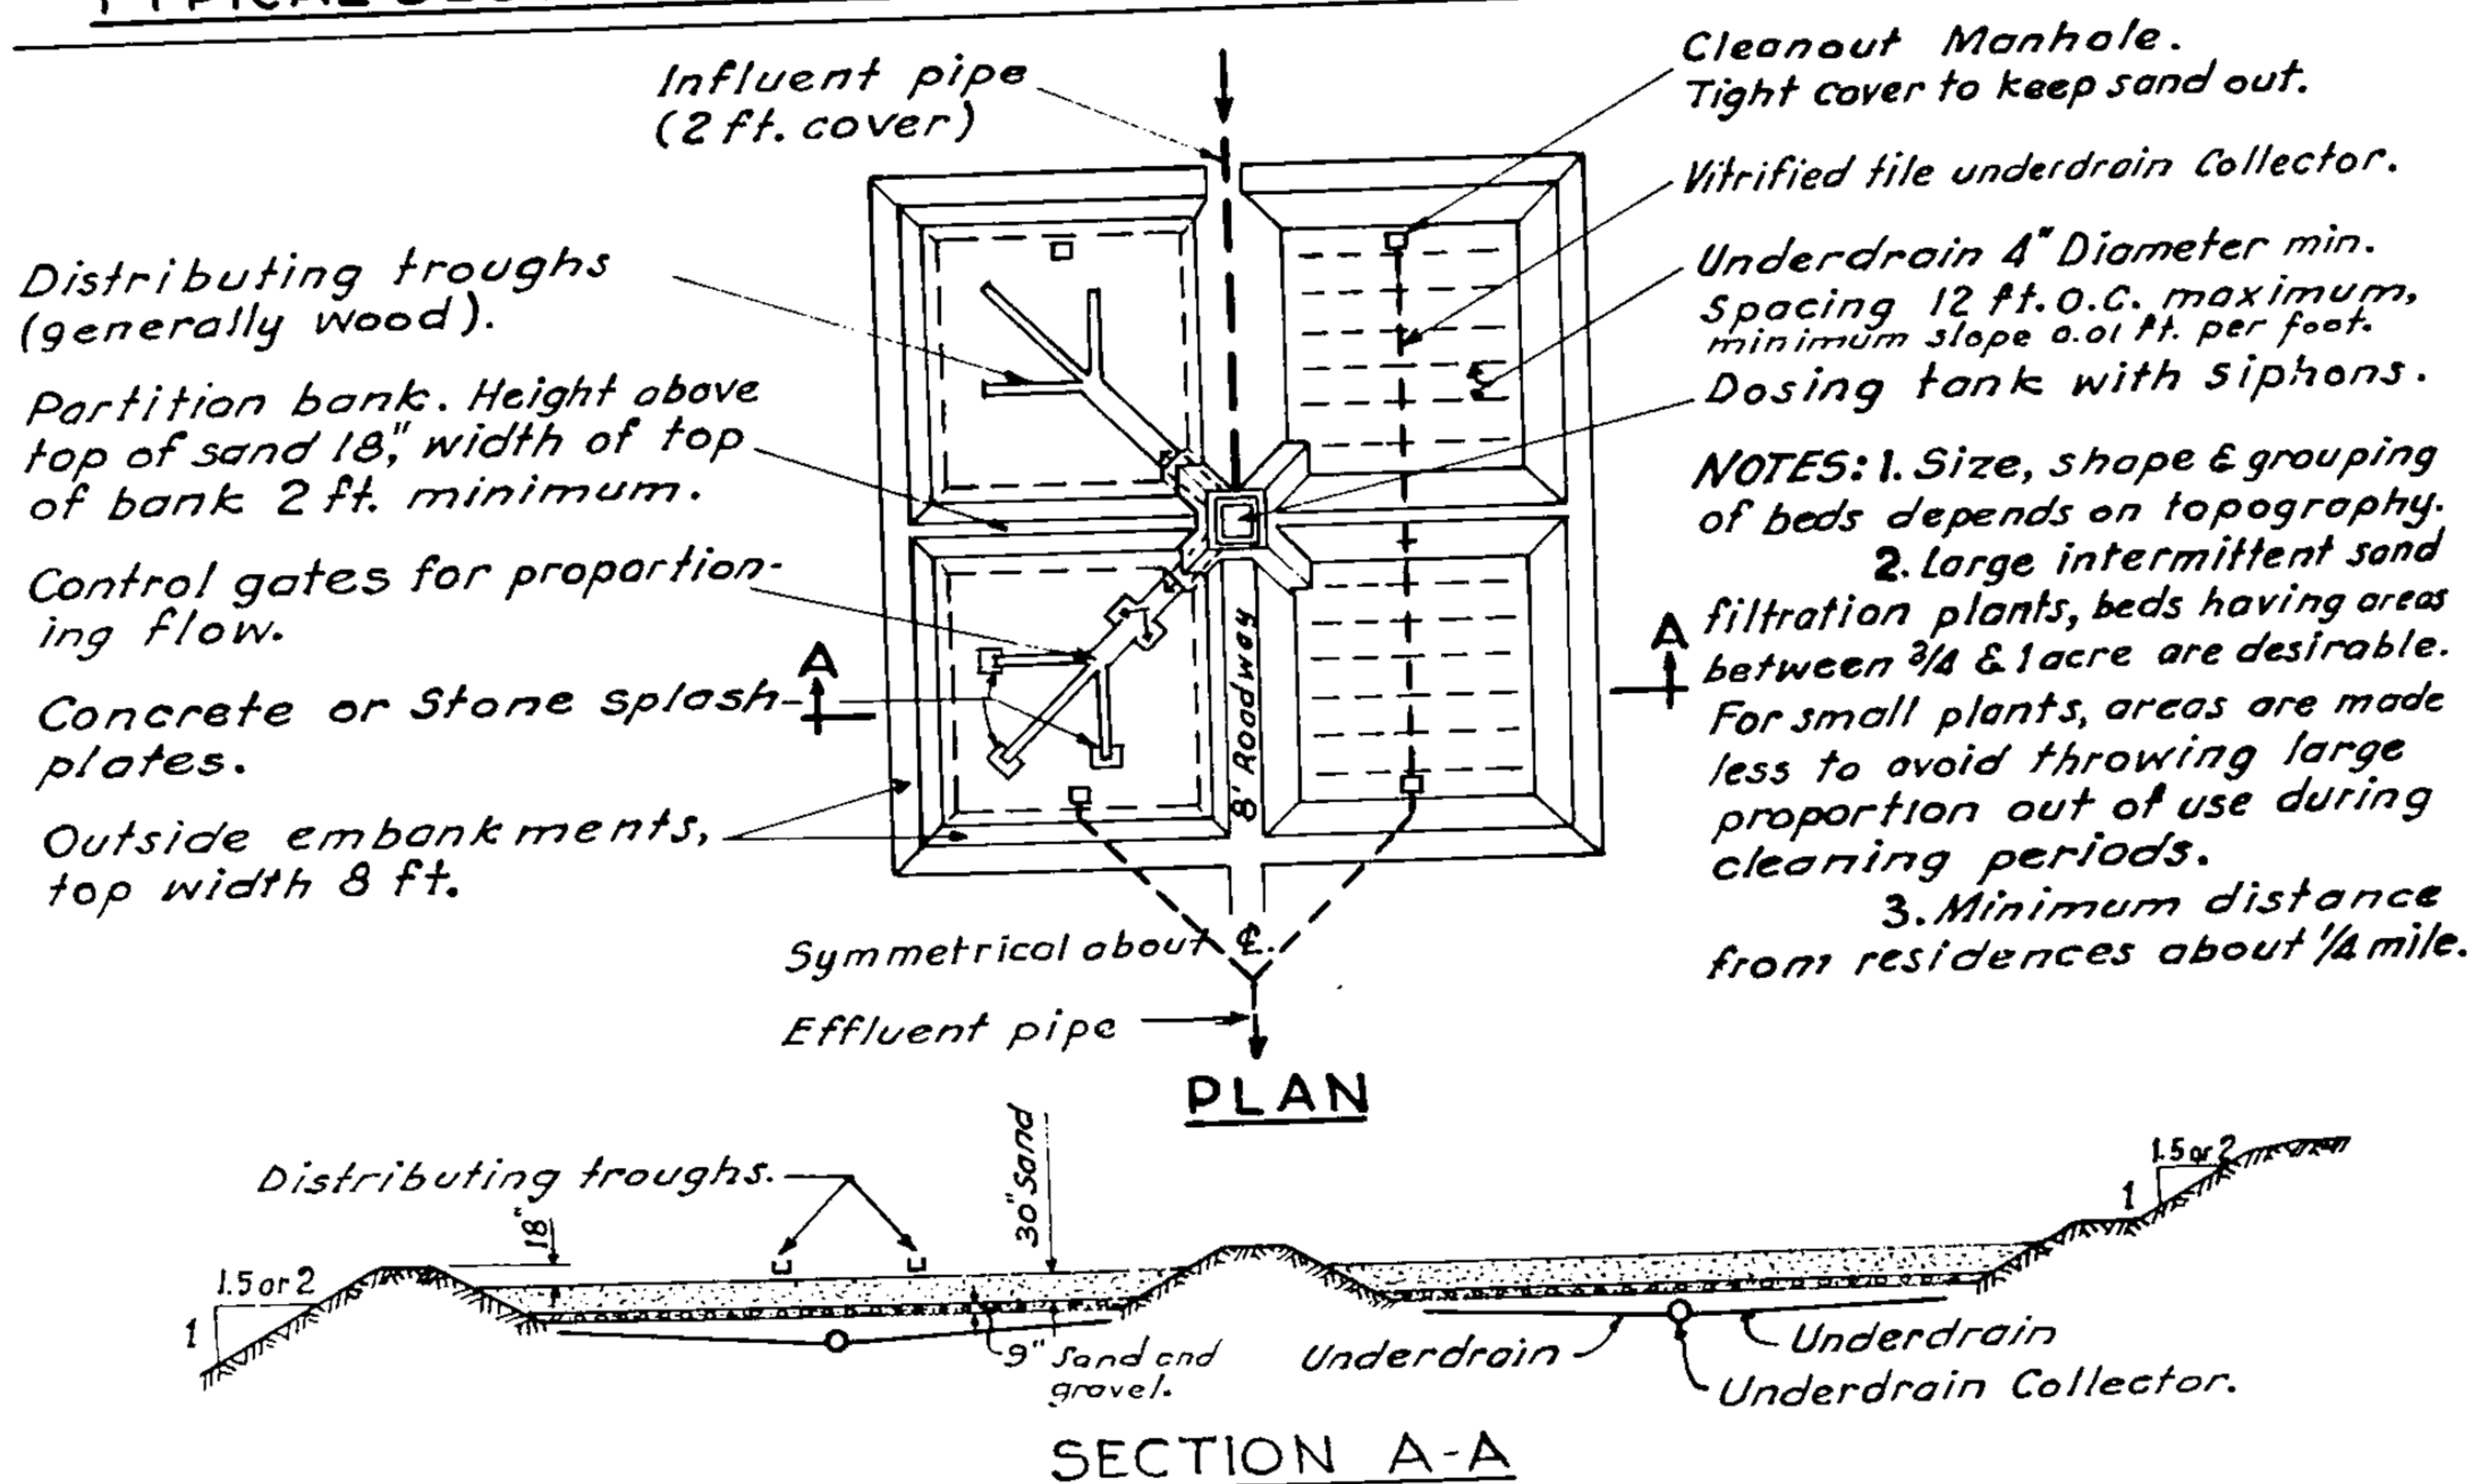 Influent pipe
(2 ft. cover)
Cleanout Manhole.
Tight cover to keep sand out.
Vitrified tile underdrain Collector.
Distributing troughs
(generally wood).
Underdrain 4" Diameter min.
Spacing 12 ft. O.C. maximum,
minimum slope 0.01 ft. per foot.
Dosing tank with siphons.
Partition bank. Height above
top of sand 18", width of top
of bank 2 ft. minimum.
Control gates for proportion-
ing flow.
Concrete or Stone splash-
plates.
Outside embankments,
top width 8 ft.
NOTES: 1. Size, shape & grouping
of beds depends on topography.
2. Large intermittent sand
filtration plants, beds having areas
between 3/4 & 1 acre are desirable.
For small plants, areas are made
less to avoid throwing large
proportion out of use during
cleaning periods.
3. Minimum distance
from residences about 1/4 mile.
A
A
8' Roadway
Symmetrical about ℄.
Effluent pipe
PLAN
Distributing troughs.
18"
30" Sand
1.5 or 2
1
1.5 or 2
1
9" Sand and
gravel.
Underdrain
Underdrain
Underdrain Collector.
SECTION A-A